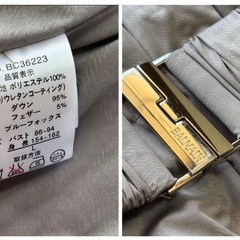 BC36223
品質表示
ポリエステル100%
ウレタンコーティング)
ダウン 95%
フェザー 5%
ブルーフォックス
バスト 86-94
身長 154-162
取扱方法
BALMAIN